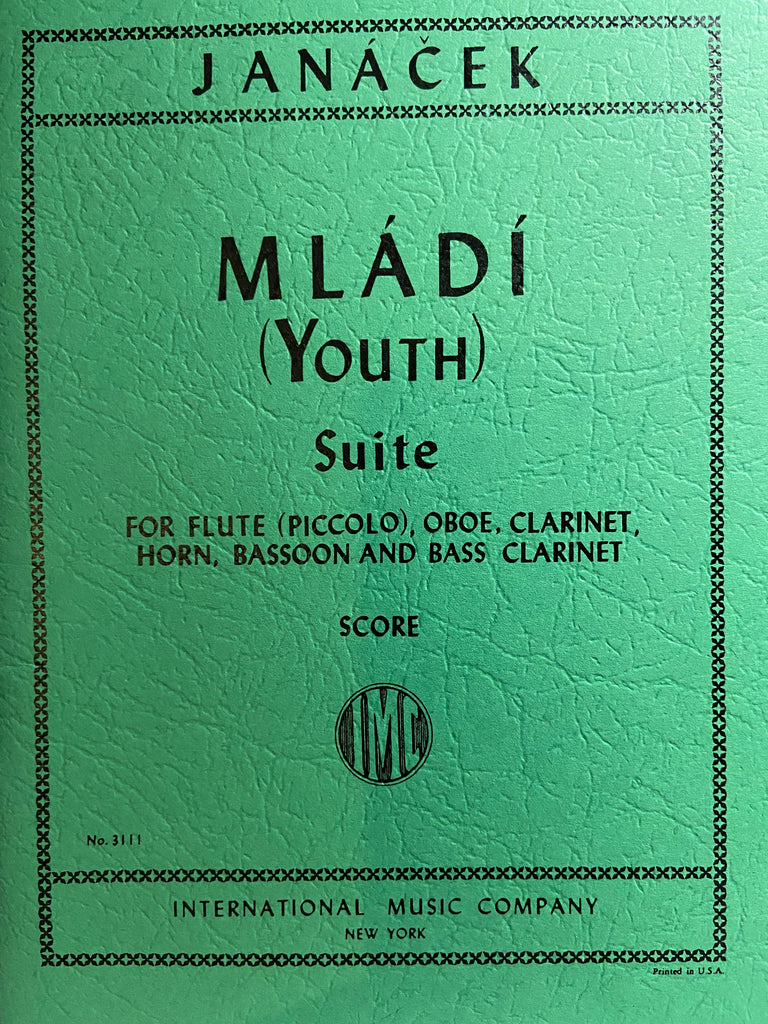 JANÁČEK
MLÁDÍ
(YOUTH)
Suite
FOR FLUTE (PICCOLO), OBOE, CLARINET,
HORN, BASSOON AND BASS CLARINET
SCORE
IMC
No. 3111
INTERNATIONAL MUSIC COMPANY
NEW YORK
Printed in U.S.A.